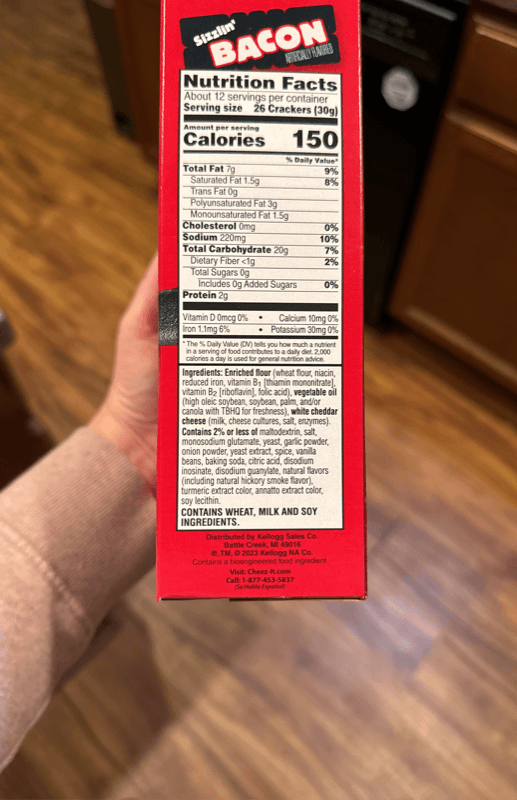 Sizzlin'
BACON
ARTIFICIALLY FLAVORED
Nutrition Facts
About 12 servings per container
Serving size 26 Crackers (30g)
Amount per serving
Calories 150
% Daily Value*
Total Fat 7g 9%
Saturated Fat 1.5g 8%
Trans Fat 0g
Polyunsaturated Fat 3g
Monounsaturated Fat 1.5g
Cholesterol 0mg 0%
Sodium 220mg 10%
Total Carbohydrate 20g 7%
Dietary Fiber <1g 2%
Total Sugars 0g
Includes 0g Added Sugars 0%
Protein 2g
Vitamin D 0mcg 0% • Calcium 10mg 0%
Iron 1.1mg 6% • Potassium 30mg 0%
* The % Daily Value (DV) tells you how much a nutrient
in a serving of food contributes to a daily diet. 2,000
calories a day is used for general nutrition advice.
Ingredients: Enriched flour (wheat flour, niacin,
reduced iron, vitamin B1 [thiamin mononitrate],
vitamin B2 [riboflavin], folic acid), vegetable oil
(high oleic soybean, soybean, palm, and/or
canola with TBHQ for freshness), white cheddar
cheese (milk, cheese cultures, salt, enzymes).
Contains 2% or less of maltodextrin, salt,
monosodium glutamate, yeast, garlic powder,
onion powder, yeast extract, spice, vanilla
beans, baking soda, citric acid, disodium
inosinate, disodium guanylate, natural flavors
(including natural hickory smoke flavor),
turmeric extract color, annatto extract color,
soy lecithin.
CONTAINS WHEAT, MILK AND SOY
INGREDIENTS.
Distributed by Kellogg Sales Co.
Battle Creek, MI 49016
®, TM, © 2023 Kellogg NA Co.
Contains a bioengineered food ingredient
Visit: Cheez-It.com
Call: 1-877-453-5837
(Se Habla Español)